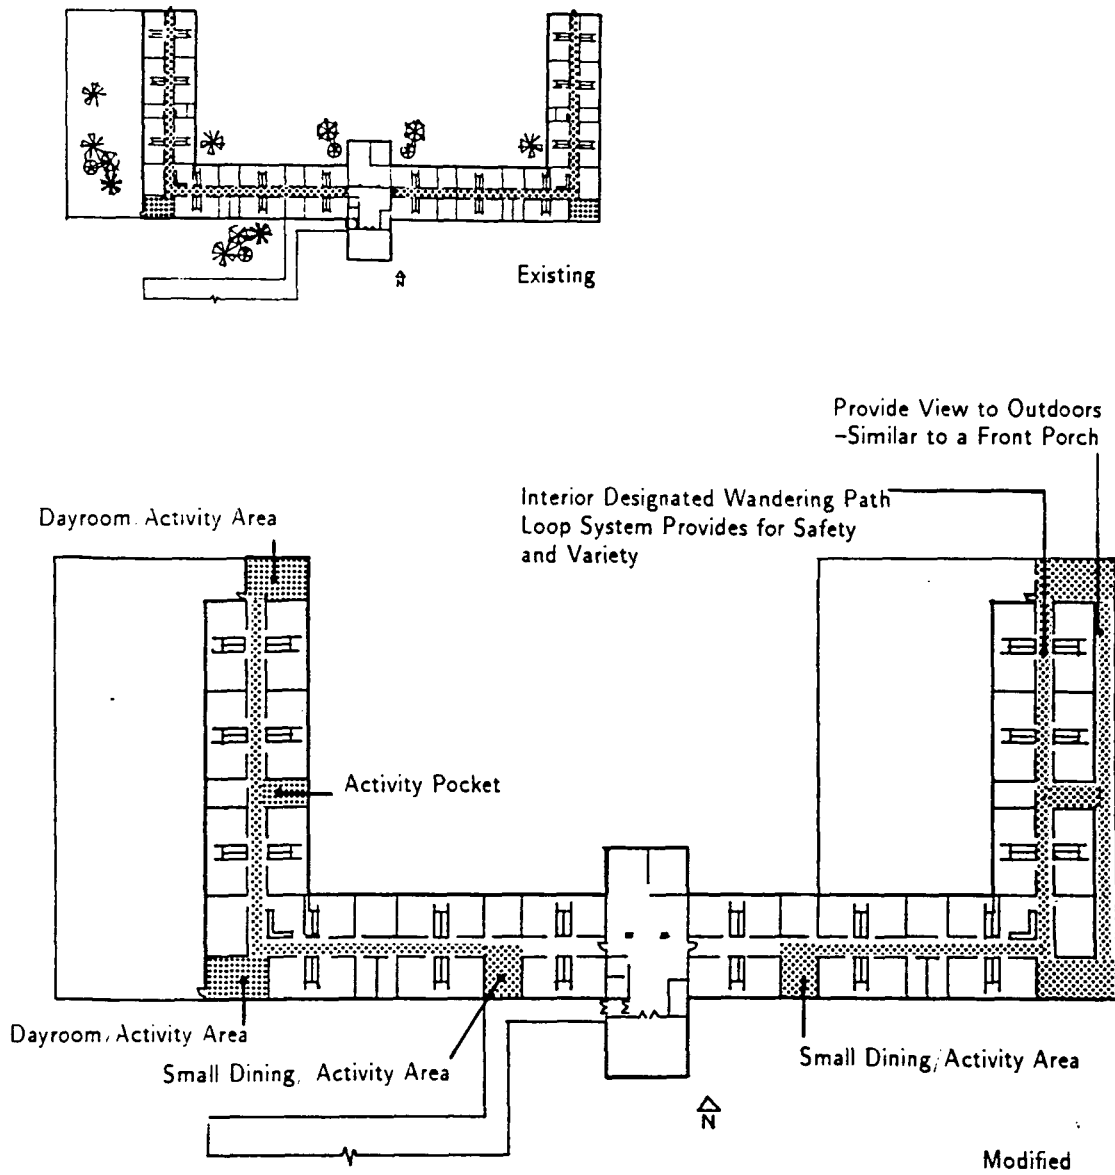 N
Existing
Provide View to Outdoors
-Similar to a Front Porch
Interior Designated Wandering Path
Loop System Provides for Safety
and Variety
Dayroom, Activity Area
Activity Pocket
Dayroom/Activity Area
Small Dining, Activity Area
Small Dining/Activity Area
N
Modified